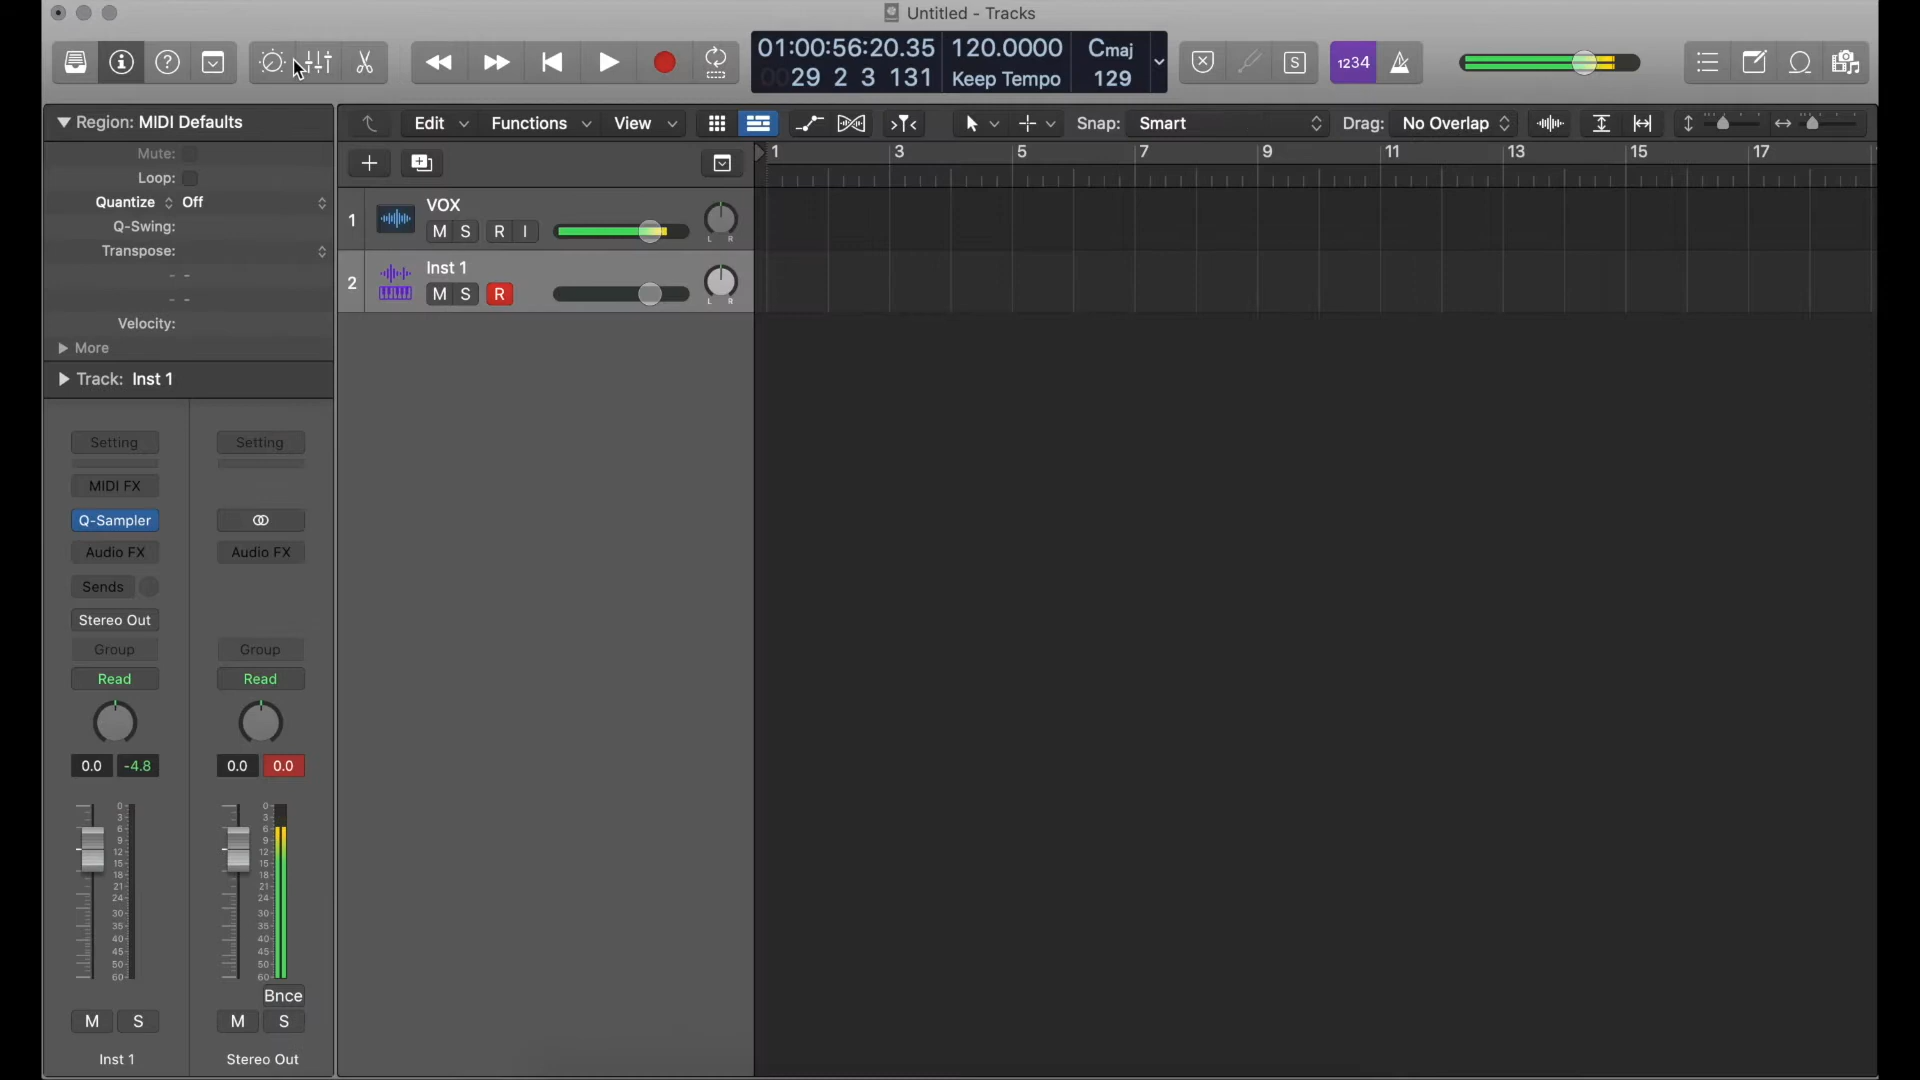 Untitled - Tracks
01:00:56:20.35 120.0000 Cmaj
0029 2 3 131 Keep Tempo 129
S 1234
Region: MIDI Defaults
Edit Functions View Snap: Smart Drag: No Overlap
Mute:
Loop:
Quantize Off
Q-Swing:
Transpose:
- -
- -
Velocity:
More
Track: Inst 1
1 3 5 7 9 11 13 15 17
1 VOX
M S R I L R
2 Inst 1
M S R L R
Setting Setting
MIDI FX
Q-Sampler
Audio FX Audio FX
Sends
Stereo Out
Group Group
Read Read
0.0 -4.8 0.0 0.0
0 0
3 3
6 6
9 9
12 12
15 15
18 18
21 21
24 24
30 30
35 35
40 40
45 45
50 50
60 60
Bnce
M S M S
Inst 1 Stereo Out